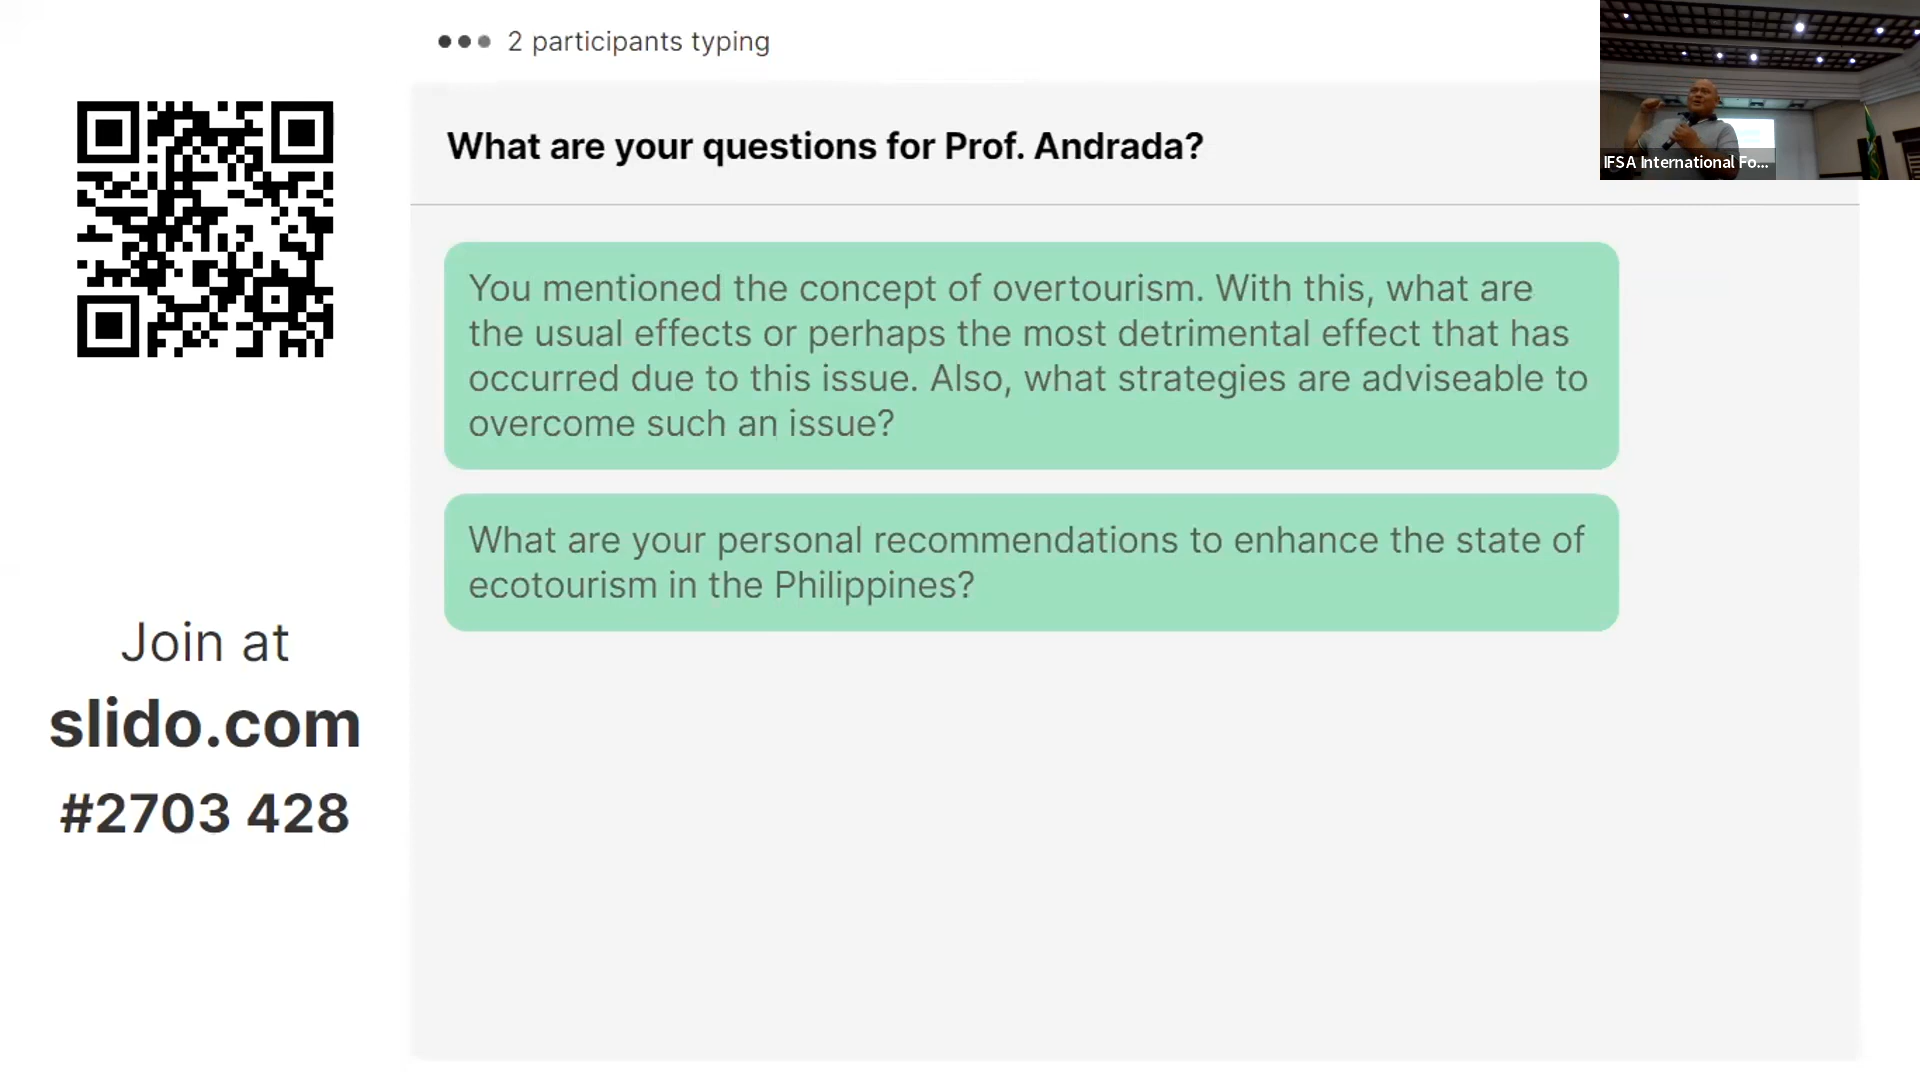 2 participants typing
What are your questions for Prof. Andrada?
IFSA International Fo...
You mentioned the concept of overtourism. With this, what are
the usual effects or perhaps the most detrimental effect that has
occurred due to this issue. Also, what strategies are adviseable to
overcome such an issue?
What are your personal recommendations to enhance the state of
ecotourism in the Philippines?
Join at
slido.com
#2703 428